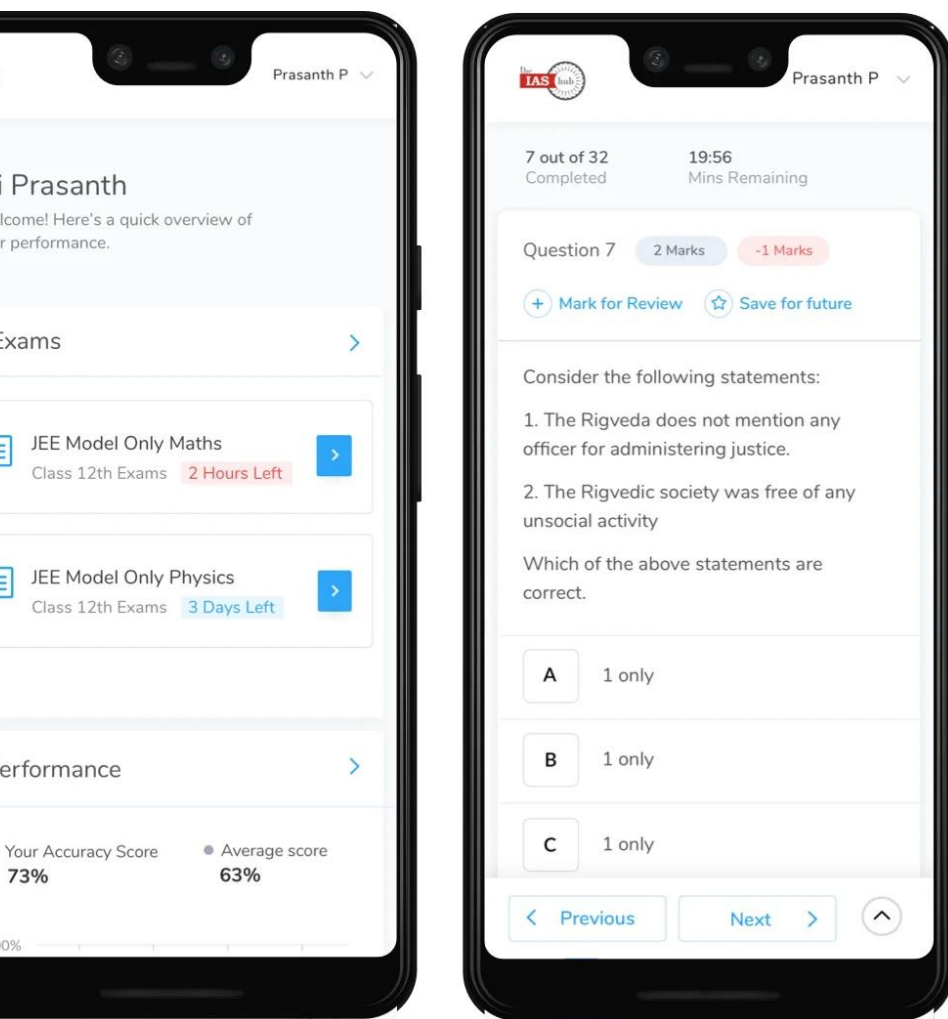 Prasanth P
i Prasanth
lcome! Here's a quick overview of
r performance.
Exams
JEE Model Only Maths
Class 12th Exams 2 Hours Left
JEE Model Only Physics
Class 12th Exams 3 Days Left
erformance
Your Accuracy Score
73%
Average score
63%
00%
the
IAS hub
Prasanth P
7 out of 32
Completed
19:56
Mins Remaining
Question 7 2 Marks -1 Marks
+ Mark for Review Save for future
Consider the following statements:
1. The Rigveda does not mention any
officer for administering justice.
2. The Rigvedic society was free of any
unsocial activity
Which of the above statements are
correct.
A 1 only
B 1 only
C 1 only
Previous Next